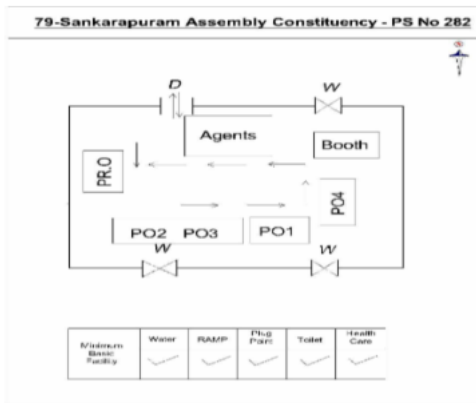 79-Sankarapuram Assembly Constituency - PS No 282
D
W
Agents
Booth
PR.O
PO4
PO2 PO3
PO1
W
W
Minimum
Basic
Facility
Water
RAMP
Plug
Point
Toilet
Health
Care